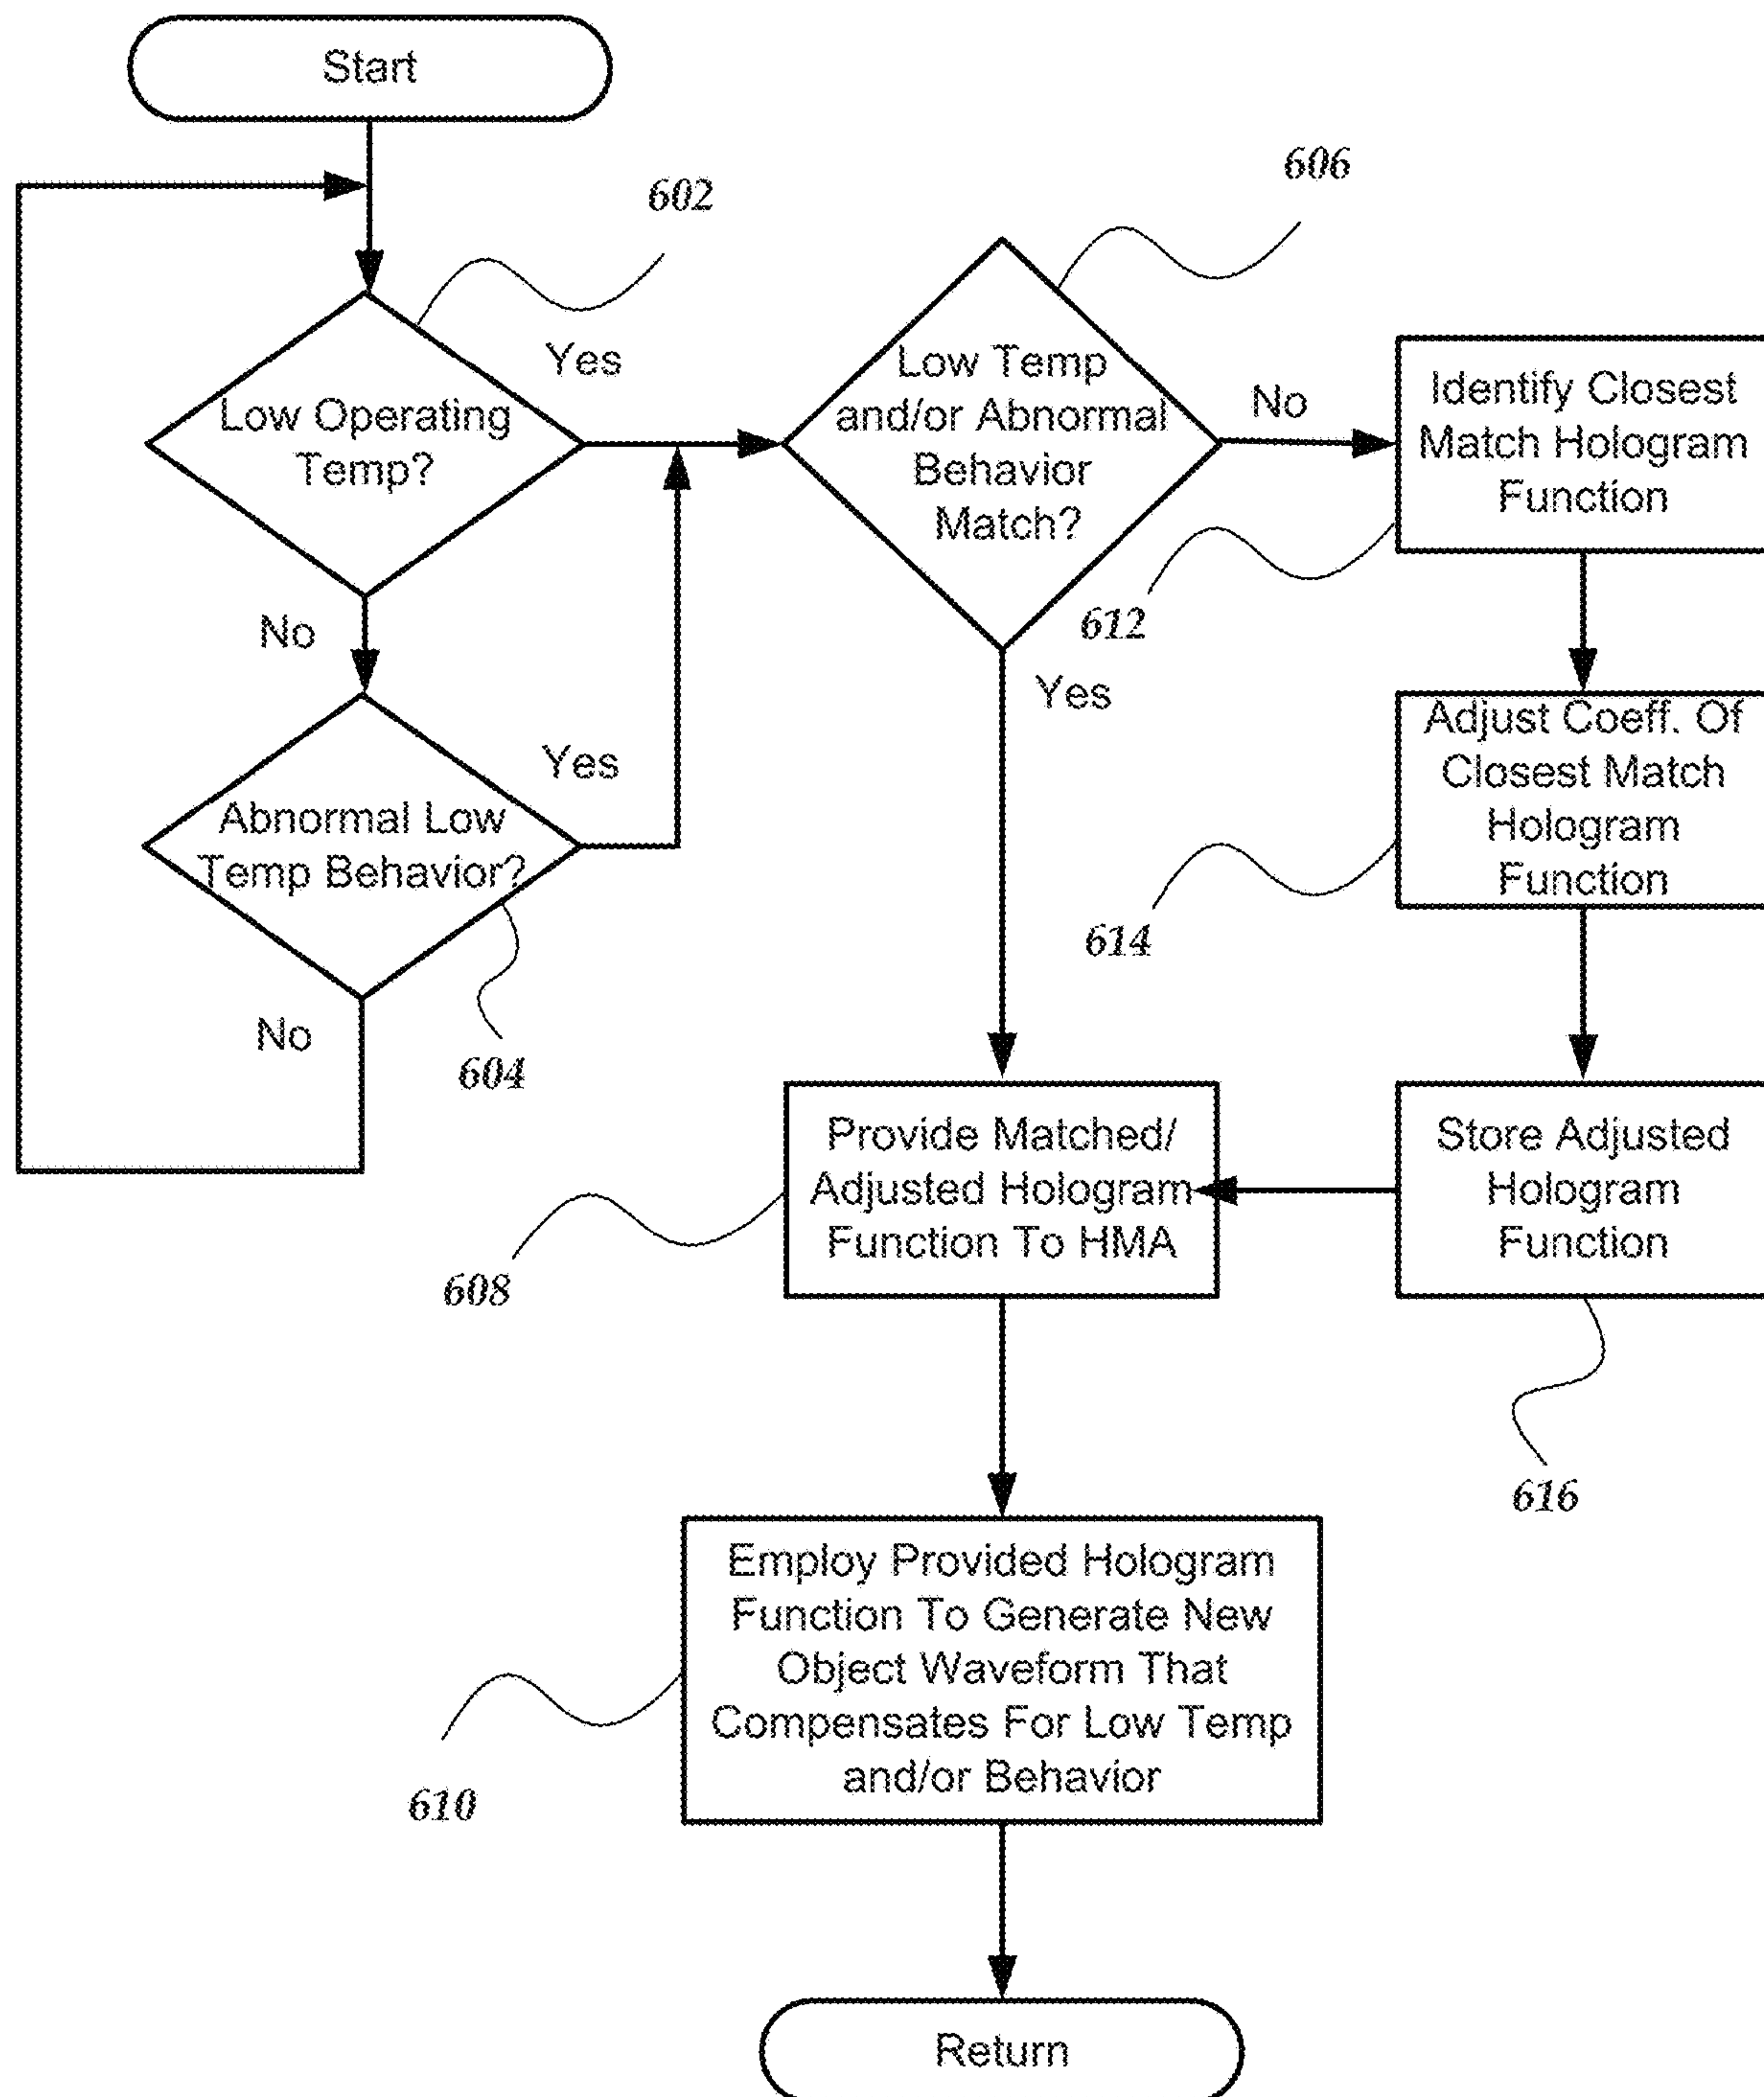 Start
602
606
Yes
Low Operating
Temp?
Low Temp
and/or Abnormal
Behavior
Match?
No
Identify Closest
Match Hologram
Function
612
No
Yes
Abnormal Low
Temp Behavior?
Yes
Adjust Coeff. Of
Closest Match
Hologram
Function
614
No
604
Provide Matched/
Adjusted Hologram
Function To HMA
Store Adjusted
Hologram
Function
608
616
Employ Provided Hologram
Function To Generate New
Object Waveform That
Compensates For Low Temp
and/or Behavior
610
Return